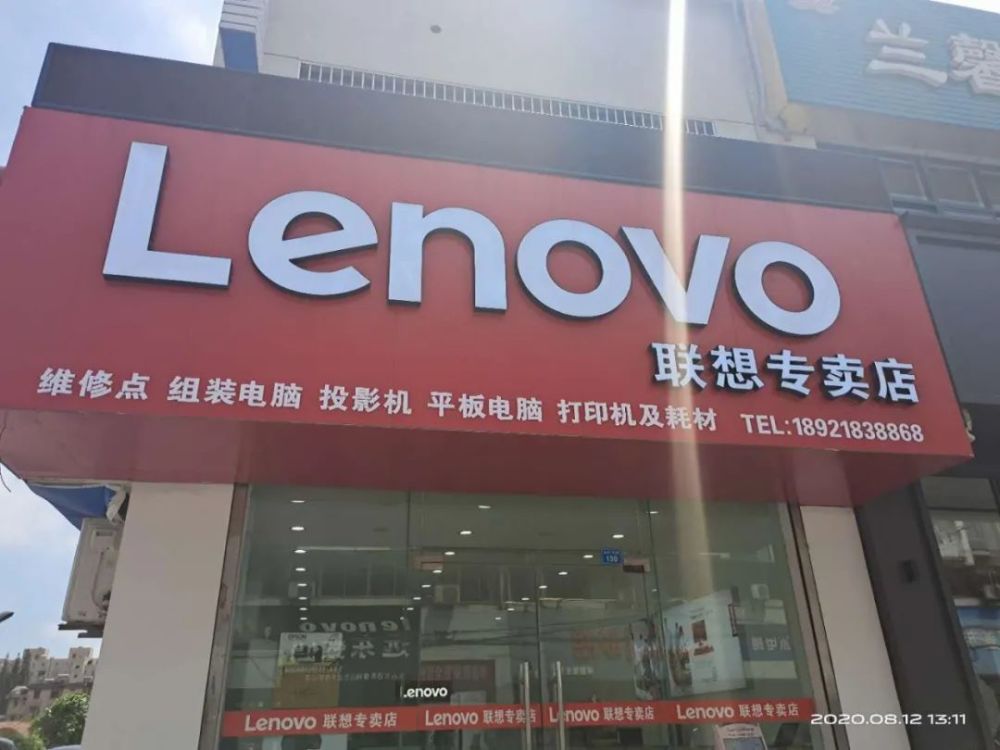 兰馨
Lenovo
联想专卖店
维修点 组装电脑 投影机 平板电脑 打印机及耗材 TEL:18921838868
130
lenovo
EPSON
Lenovo
Lenovo 联想专卖店 Lenovo 联想专卖店 Lenovo 联想专卖店 Lenovo 联想专卖店
2020.08.12 13:11